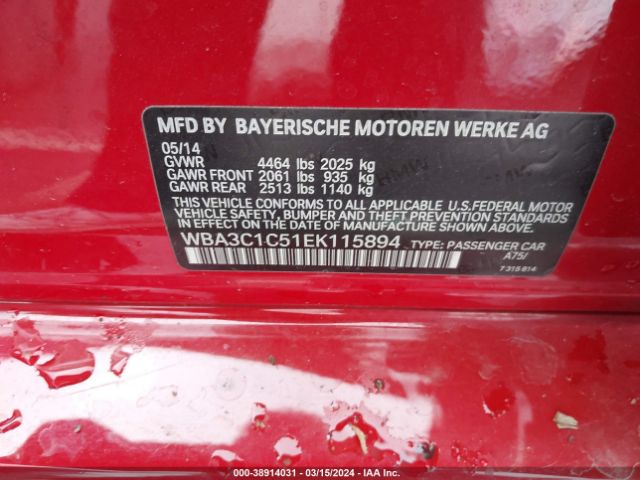 MFD BY BAYERISCHE MOTOREN WERKE AG
05/14
GVWR 4464 lbs 2025 kg
GAWR FRONT 2061 lbs 935 kg
GAWR REAR 2513 lbs 1140 kg
THIS VEHICLE CONFORMS TO ALL APPLICABLE U.S.FEDERAL MOTOR
VEHICLE SAFETY, BUMPER, AND THEFT PREVENTION STANDARDS
IN EFFECT ON THE DATE OF MANUFACTURE SHOWN ABOVE.
WBA3C1C51EK115894 TYPE: PASSENGER CAR
A75/
7 315 814
000-38914031 - 03/15/2024 - IAA Inc.